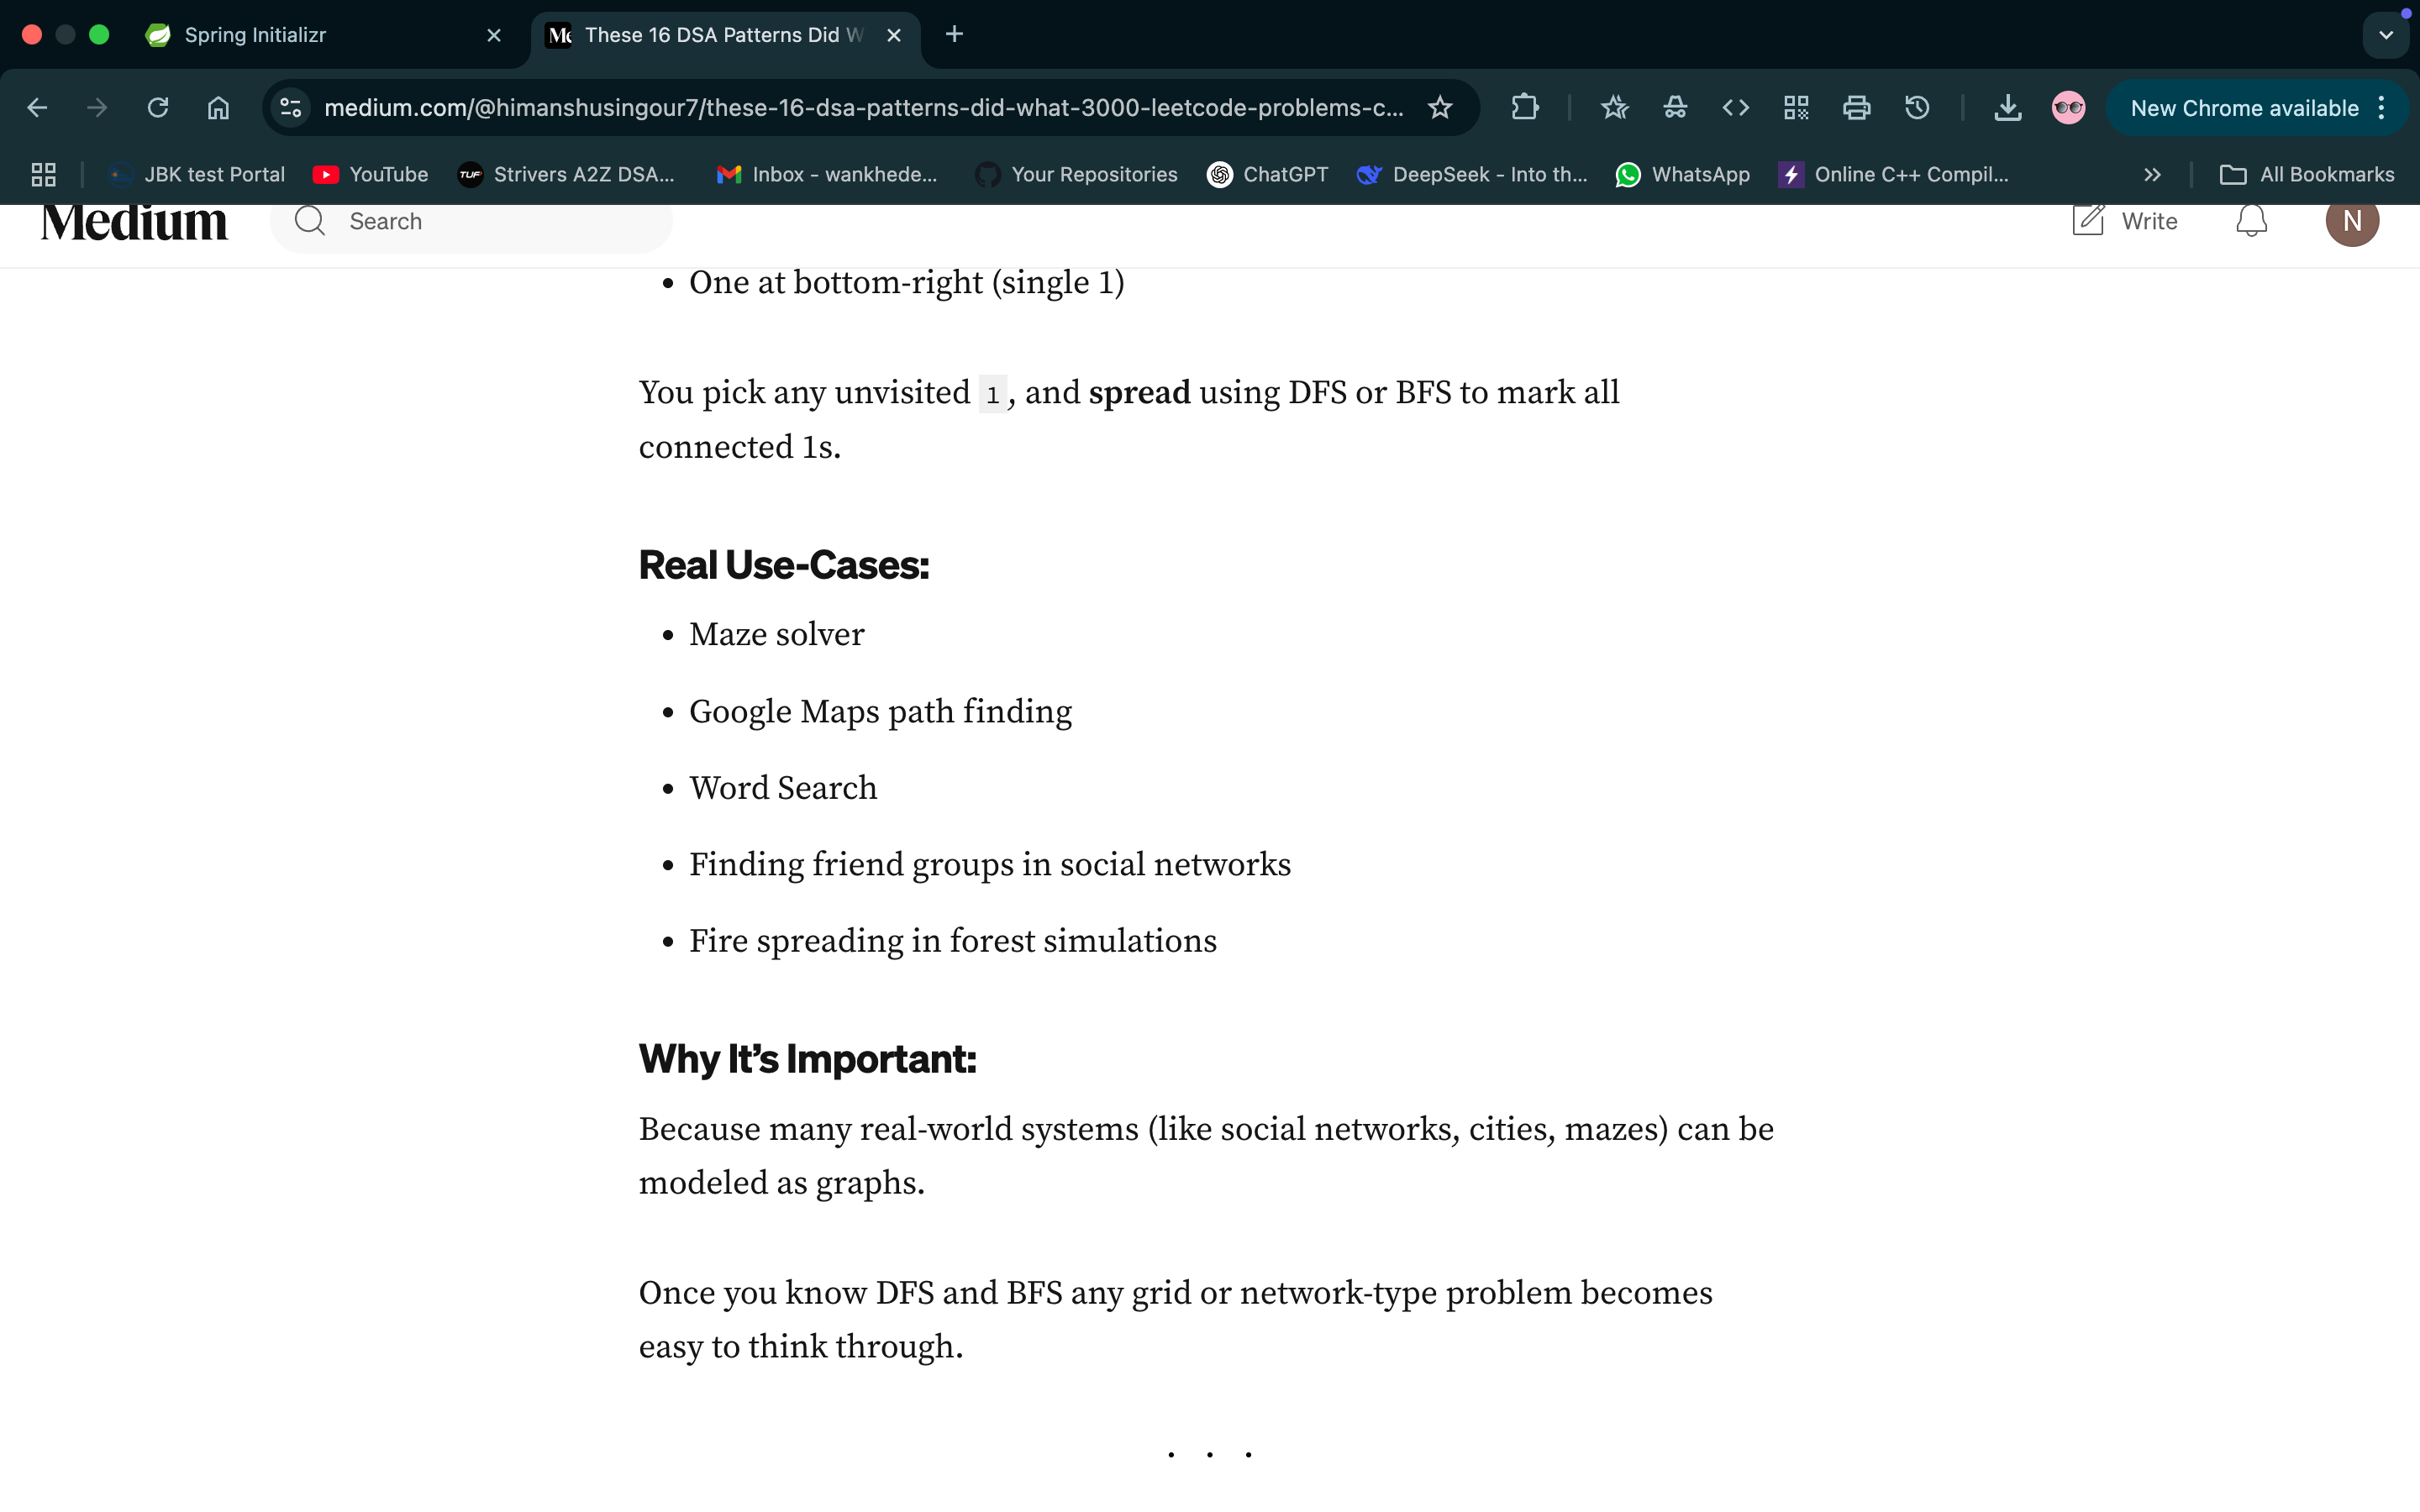 Spring Initializr
These 16 DSA Patterns Did W
medium.com/@himanshusingour7/these-16-dsa-patterns-did-what-3000-leetcode-problems-c...
New Chrome available
JBK test Portal
YouTube
TUF
Strivers A2Z DSA...
Inbox - wankhede...
Your Repositories
ChatGPT
DeepSeek - Into th...
WhatsApp
Online C++ Compil...
All Bookmarks
Medium
Search
Write
N
• One at bottom-right (single 1)
You pick any unvisited 1, and spread using DFS or BFS to mark all
connected 1s.
Real Use-Cases:
• Maze solver
• Google Maps path finding
• Word Search
• Finding friend groups in social networks
• Fire spreading in forest simulations
Why It’s Important:
Because many real-world systems (like social networks, cities, mazes) can be
modeled as graphs.
Once you know DFS and BFS any grid or network-type problem becomes
easy to think through.
. . .